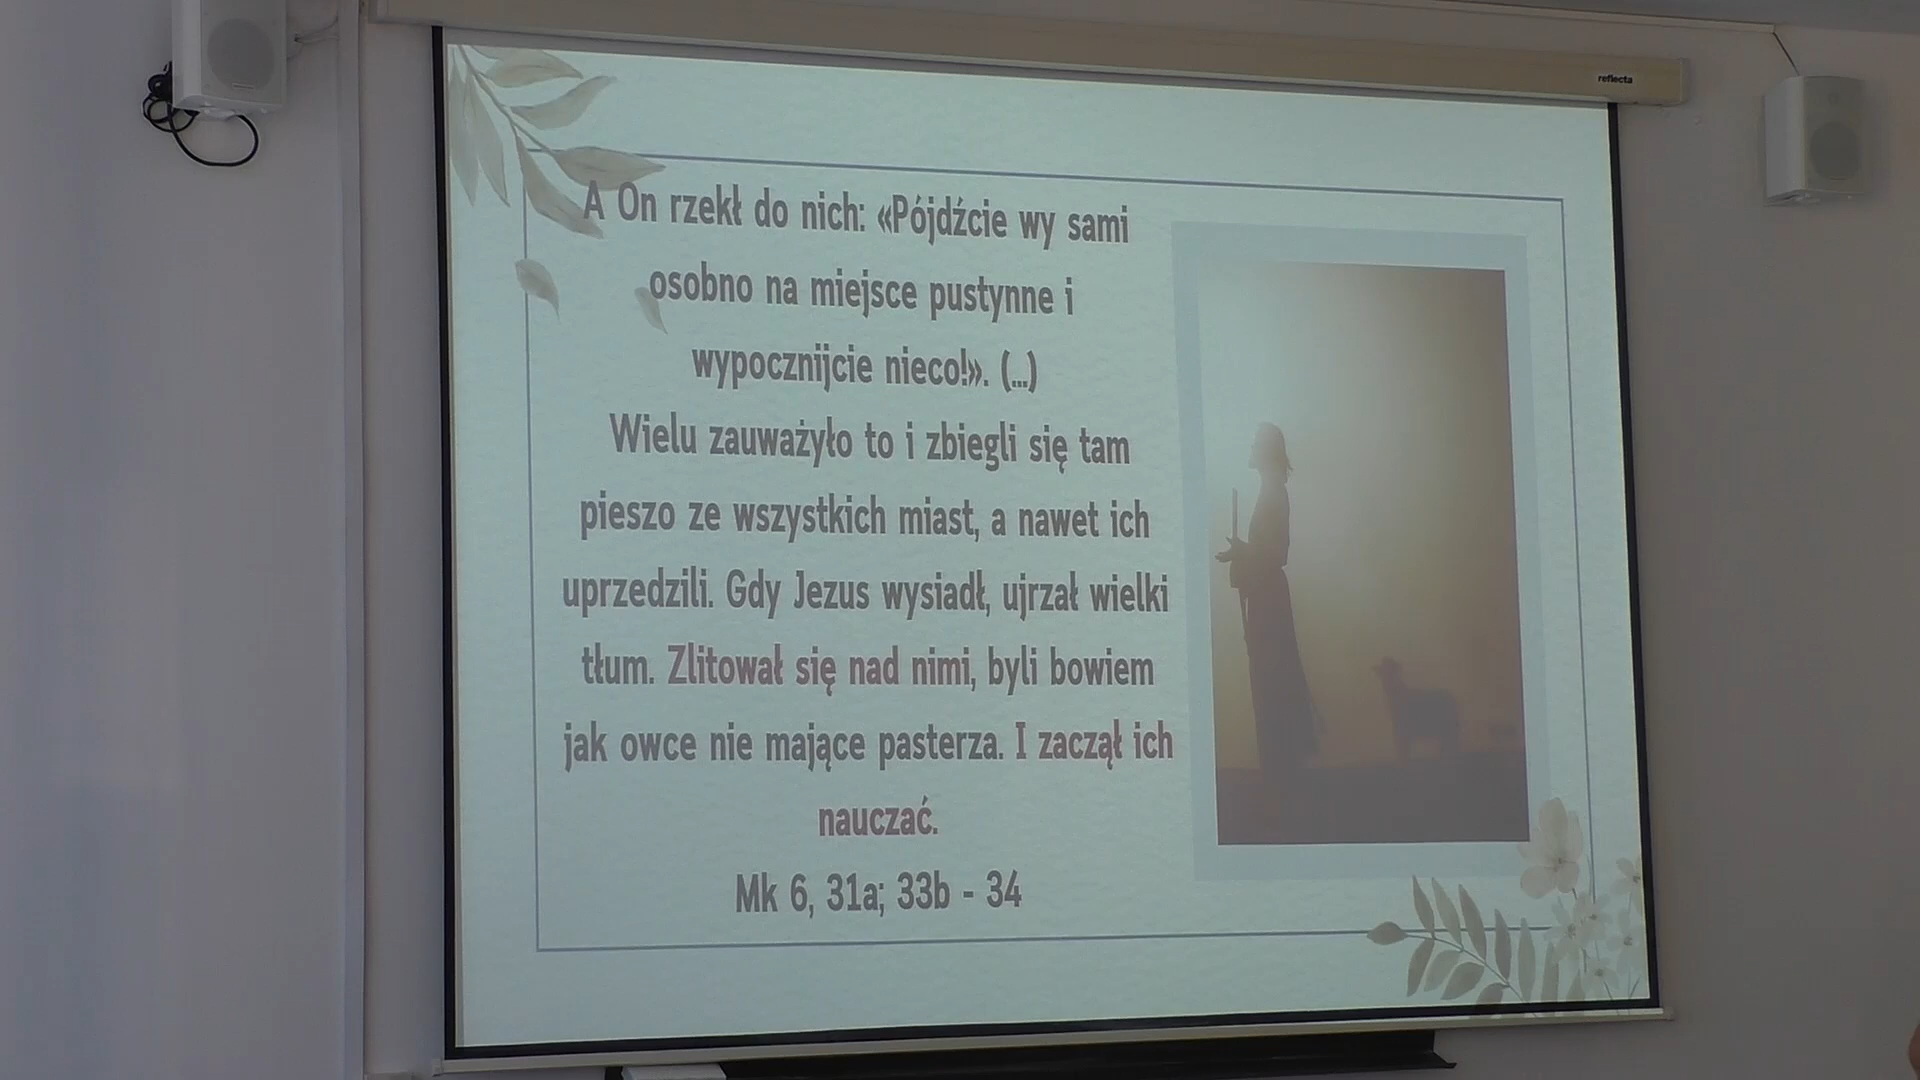 reflecta
A On rzekł do nich: «Pójdźcie wy sami
osobno na miejsce pustynne i
wypocznijcie nieco!». (...)
Wielu zauważyło to i zbiegli się tam
pieszo ze wszystkich miast, a nawet ich
uprzedzili. Gdy Jezus wysiadł, ujrzał wielki
tłum. Zlitował się nad nimi, byli bowiem
jak owce nie mające pasterza. I zaczął ich
nauczać.
Mk 6, 31a; 33b - 34